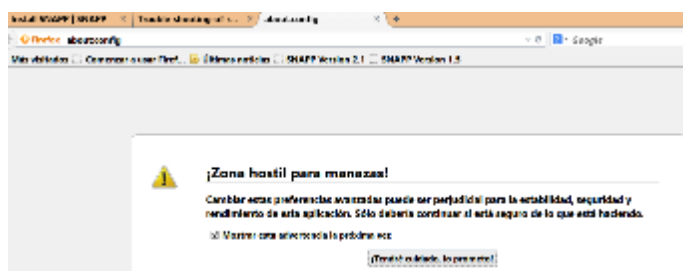 Install SNAPP | SNAPP
Trouble shooting of s...
about:config
Firefox about:config
Google
Más visitados Comenzar a usar Firef... Últimas noticias SNAPP Version 2.1 SNAPP Version 1.5
¡Zona hostil para manazas!
Cambiar estas preferencias avanzadas puede ser perjudicial para la estabilidad, seguridad y
rendimiento de esta aplicación. Sólo debería continuar si está seguro de lo que está haciendo.
Mostrar esta advertencia la próxima vez
¡Tendré cuidado, lo prometo!